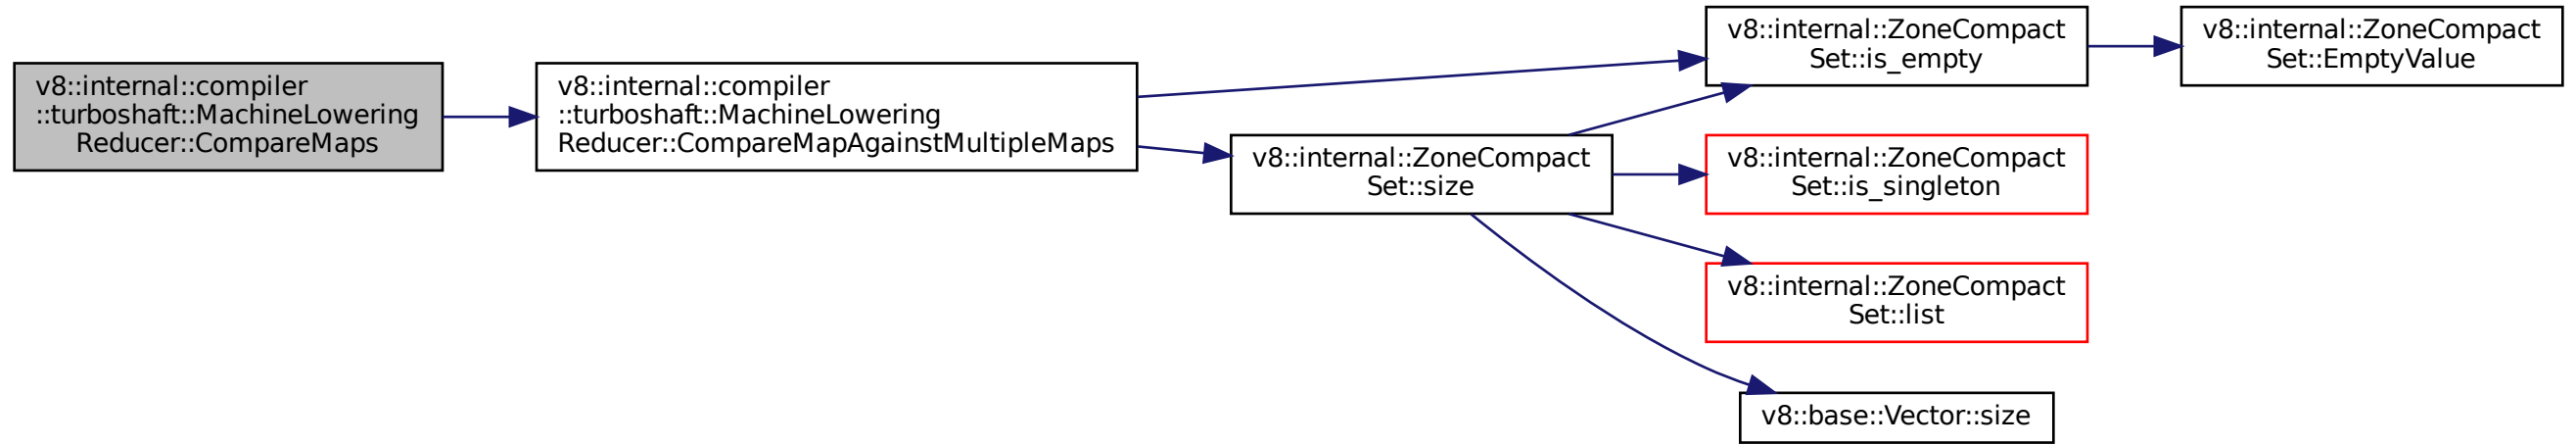 v8::internal::compiler
::turboshaft::MachineLowering
Reducer::CompareMaps
v8::internal::compiler
::turboshaft::MachineLowering
Reducer::CompareMapAgainstMultipleMaps
v8::internal::ZoneCompact
Set::is_empty
v8::internal::ZoneCompact
Set::EmptyValue
v8::internal::ZoneCompact
Set::size
v8::internal::ZoneCompact
Set::is_singleton
v8::internal::ZoneCompact
Set::list
v8::base::Vector::size